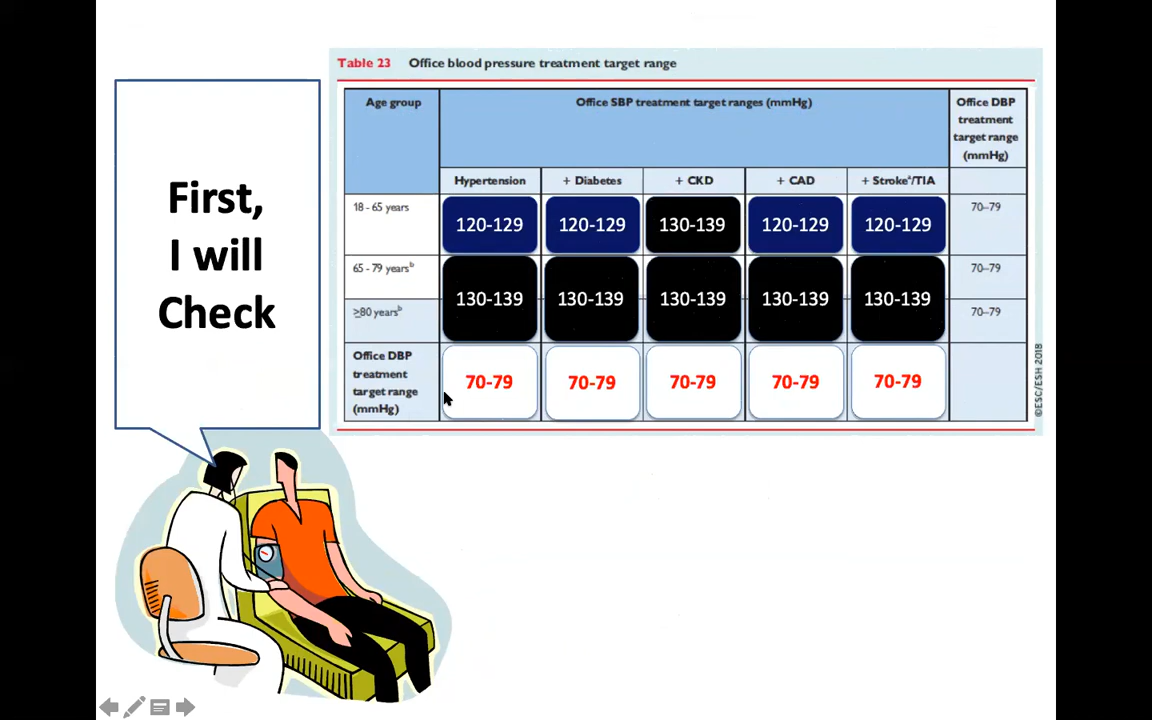 First,
I will
Check
Table 23 Office blood pressure treatment target range
Age group
Office SBP treatment target ranges (mmHg)
Office DBP
treatment
target range
(mmHg)
Hypertension + Diabetes + CKD + CAD + Strokeª/TIA
18 - 65 years 120-129 120-129 130-139 120-129 120-129 70–79
65 - 79 yearsᵇ 70–79
130-139 130-139 130-139 130-139 130-139
≥80 yearsᵇ 70–79
Office DBP
treatment
target range
(mmHg)
70-79 70-79 70-79 70-79 70-79
©ESC/ESH 2018